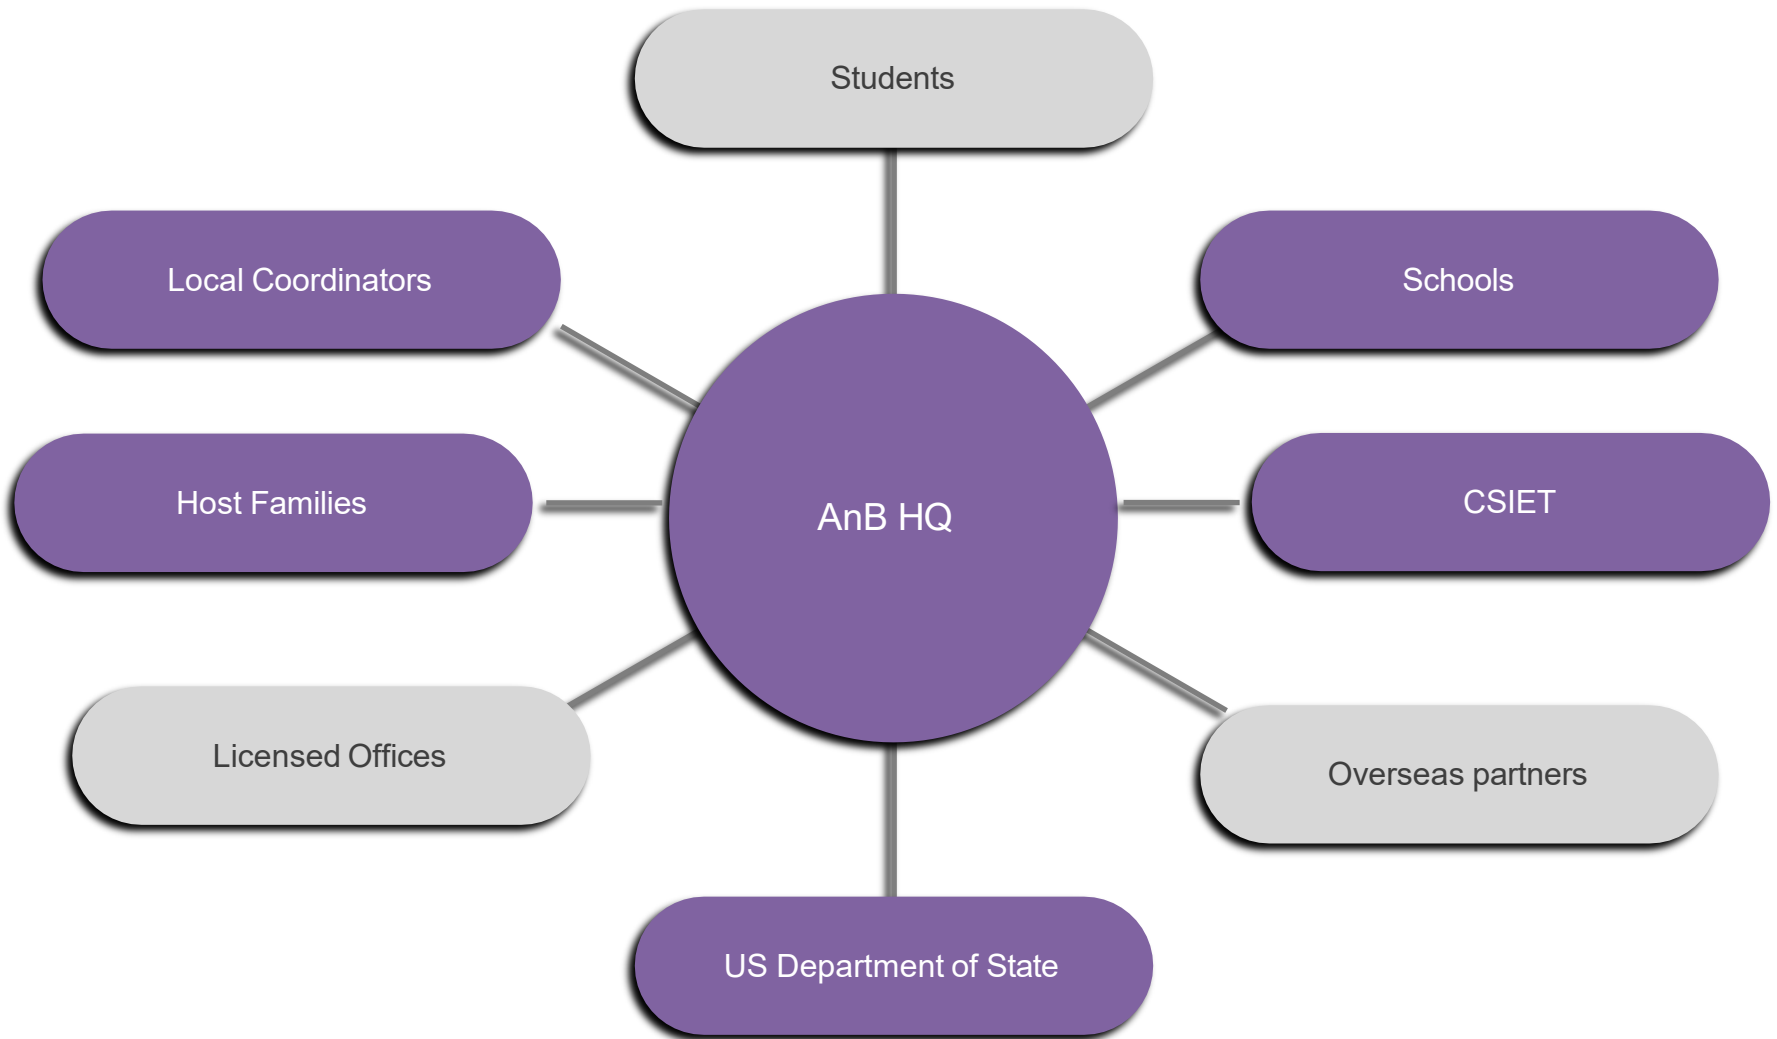 Students
Local Coordinators
Schools
Host Families
AnB HQ
CSIET
Licensed Offices
Overseas partners
US Department of State